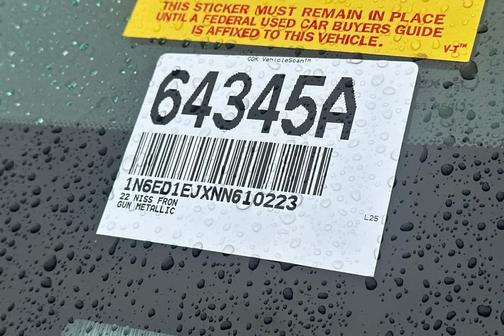 THIS STICKER MUST REMAIN IN PLACE
UNTIL A FEDERAL USED CAR BUYERS GUIDE
IS AFFIXED TO THIS VEHICLE.
V-T™
CDK VehicleScan™
64345A
1N6ED1EJXNN610223
22 NISS FRON
GUN METALLIC
L25